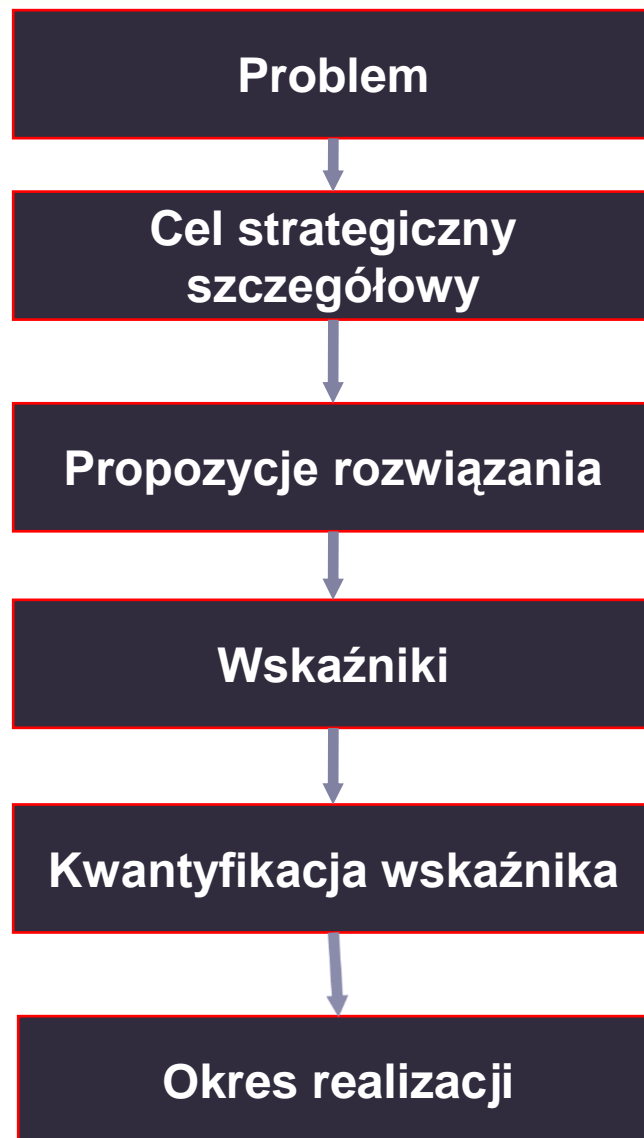 Problem
Cel strategiczny
szczegółowy
Propozycje rozwiązania
Wskaźniki
Kwantyfikacja wskaźnika
Okres realizacji